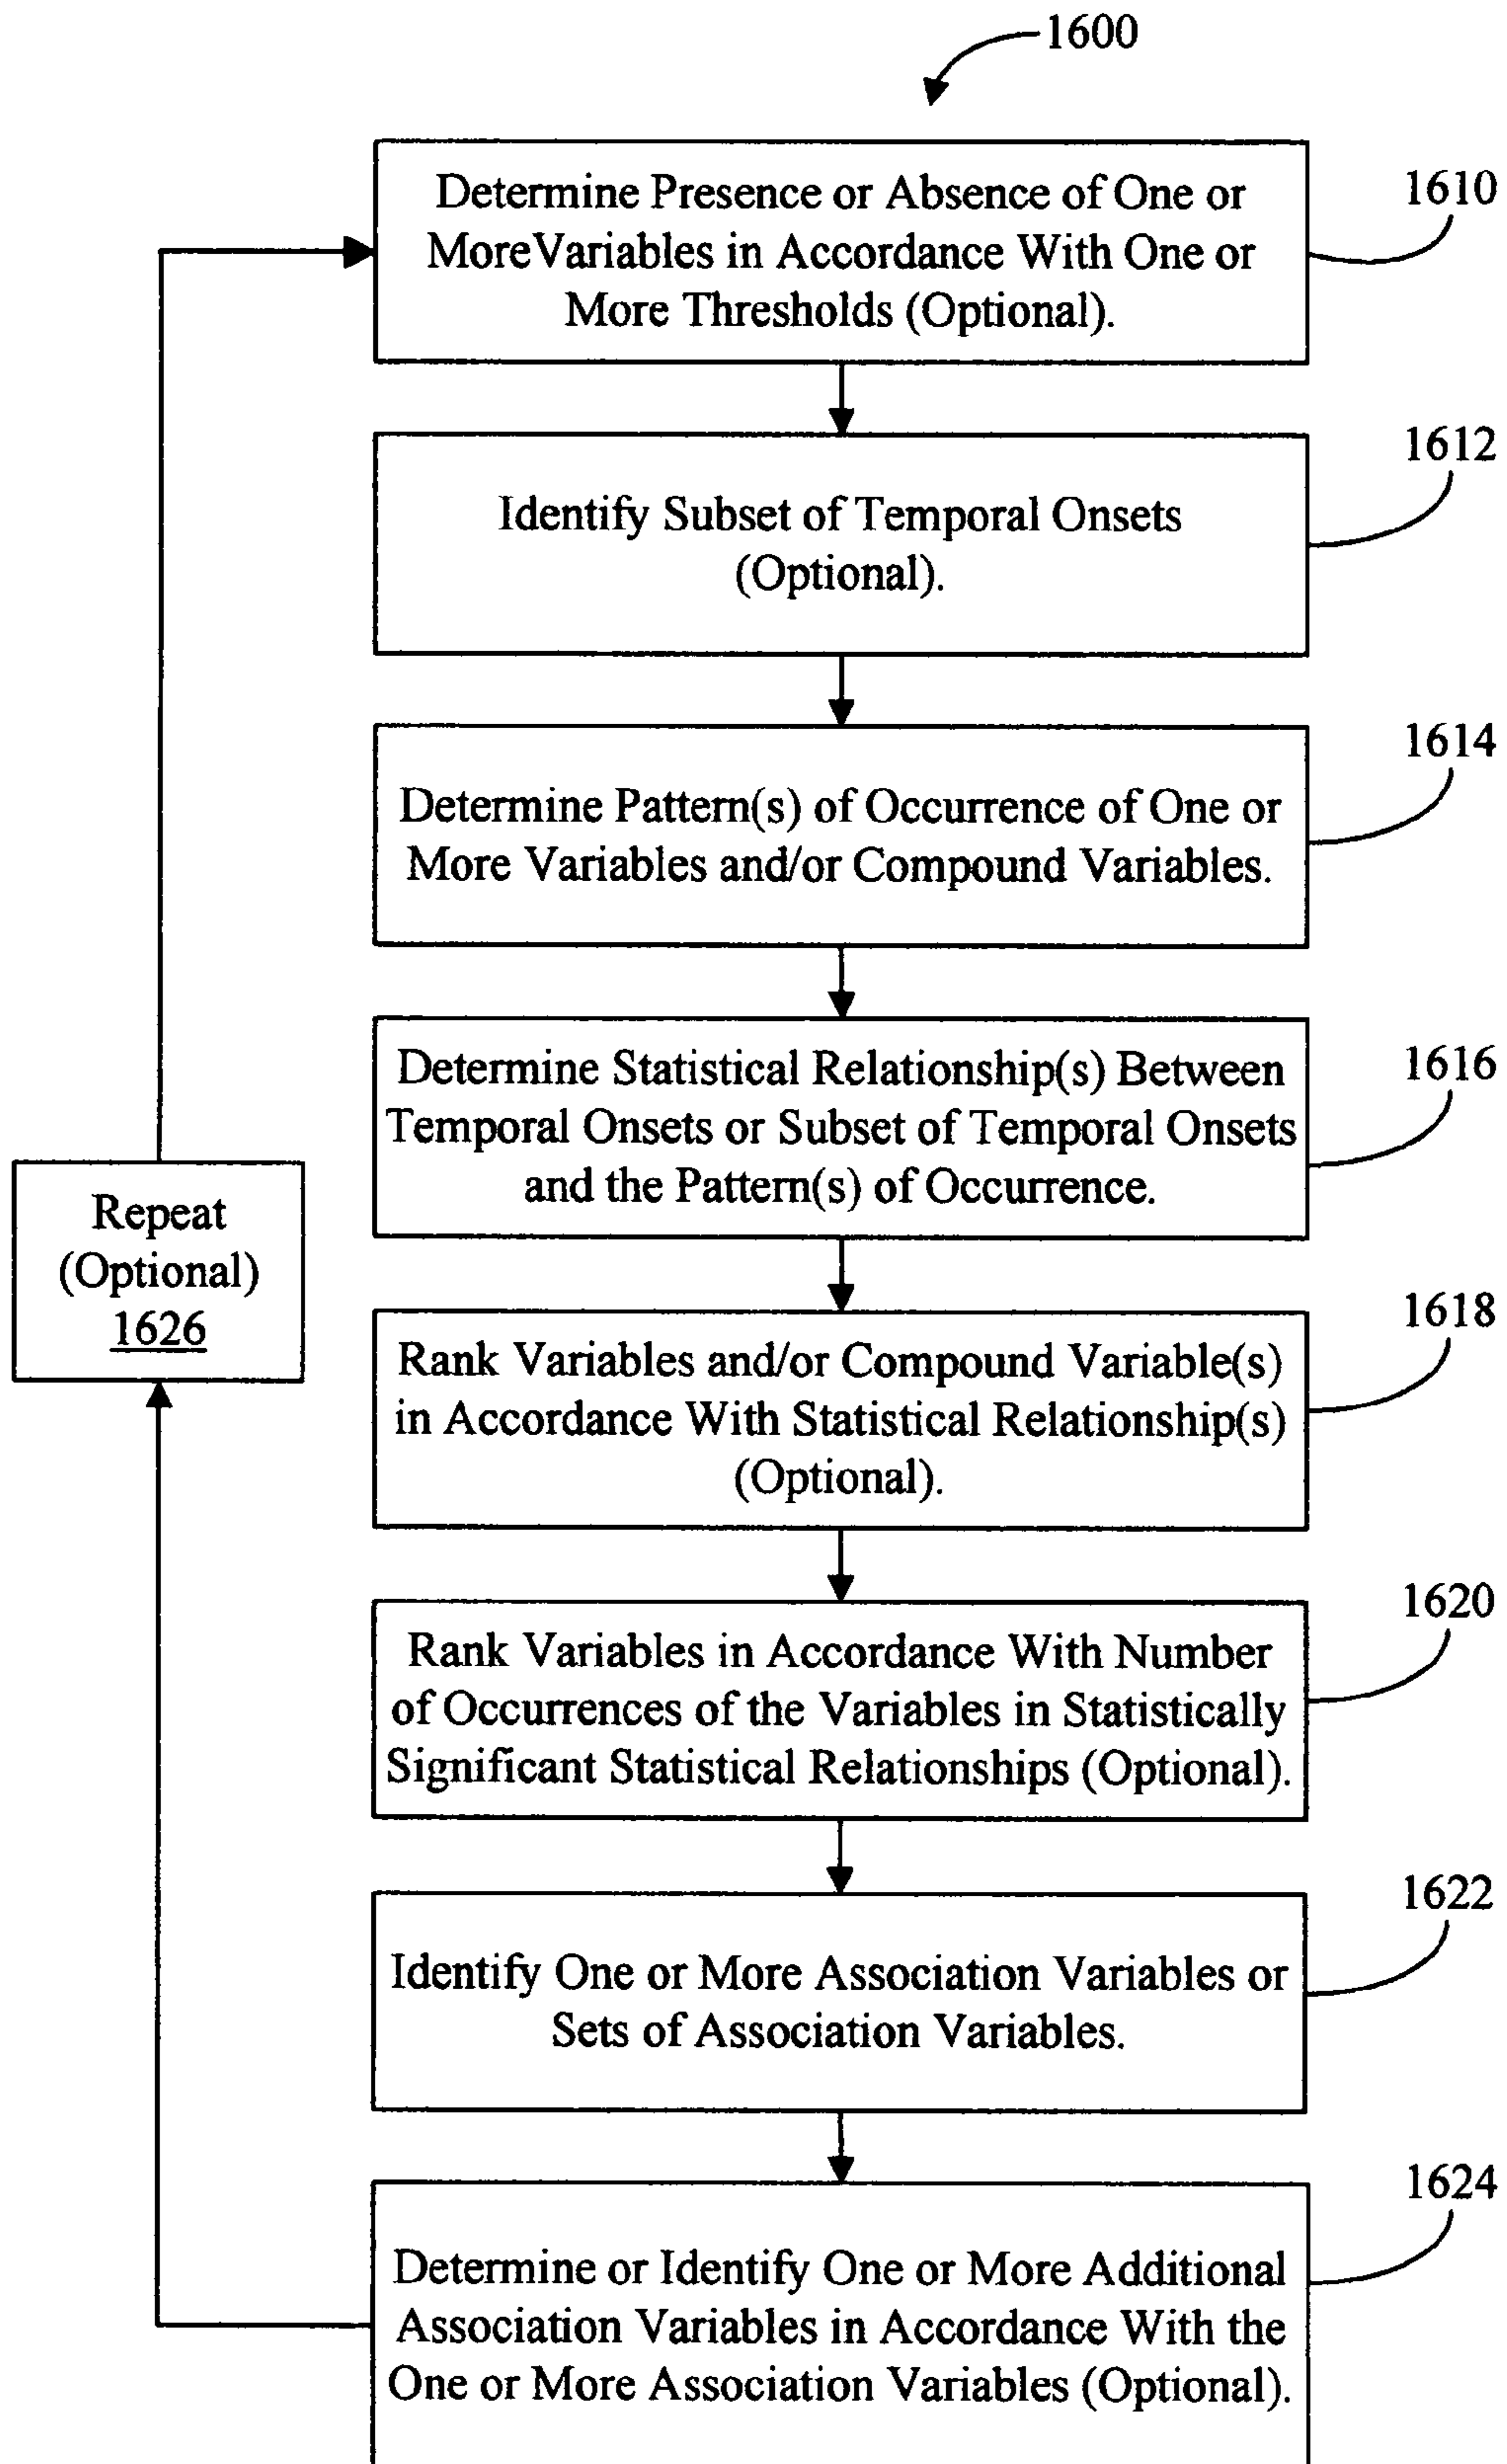 1600
Determine Presence or Absence of One or
MoreVariables in Accordance With One or
More Thresholds (Optional).
1610
Identify Subset of Temporal Onsets
(Optional).
1612
Determine Pattern(s) of Occurrence of One or
More Variables and/or Compound Variables.
1614
Determine Statistical Relationship(s) Between
Temporal Onsets or Subset of Temporal Onsets
and the Pattern(s) of Occurrence.
1616
Repeat
(Optional)
1626
Rank Variables and/or Compound Variable(s)
in Accordance With Statistical Relationship(s)
(Optional).
1618
Rank Variables in Accordance With Number
of Occurrences of the Variables in Statistically
Significant Statistical Relationships (Optional).
1620
Identify One or More Association Variables or
Sets of Association Variables.
1622
Determine or Identify One or More Additional
Association Variables in Accordance With the
One or More Association Variables (Optional).
1624